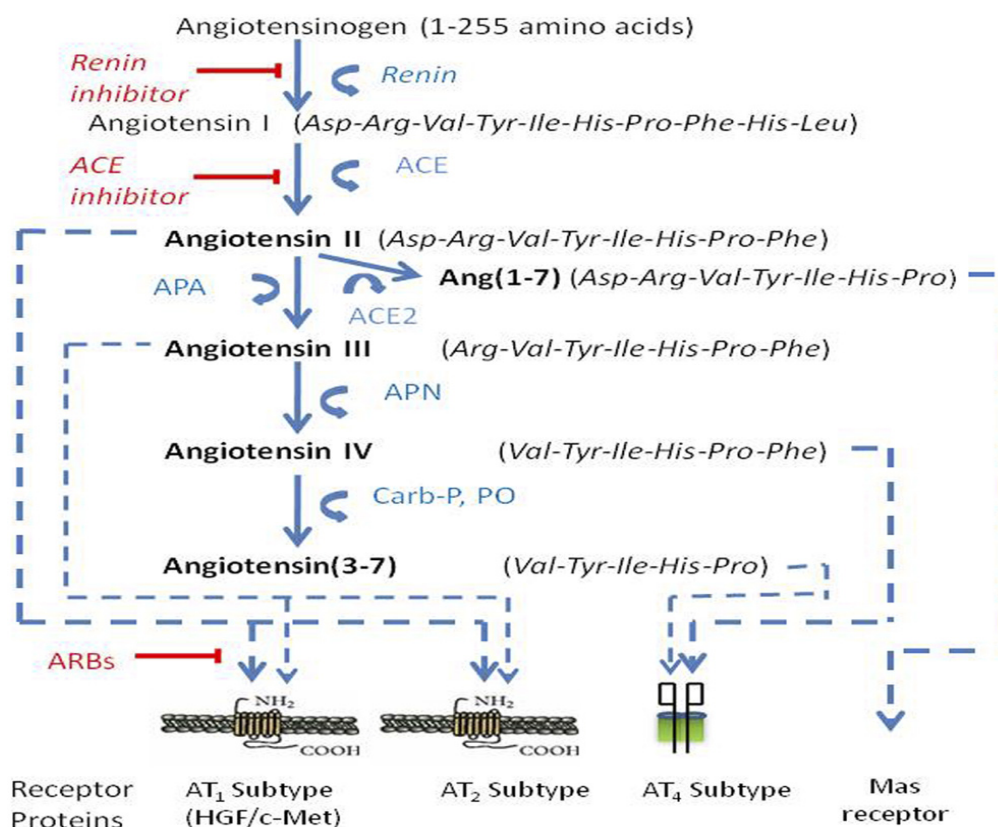 Angiotensinogen (1-255 amino acids)
Renin
inhibitor
Renin
Angiotensin I (Asp-Arg-Val-Tyr-Ile-His-Pro-Phe-His-Leu)
ACE
inhibitor
ACE
Angiotensin II (Asp-Arg-Val-Tyr-Ile-His-Pro-Phe)
Ang(1-7) (Asp-Arg-Val-Tyr-Ile-His-Pro)
APA
ACE2
Angiotensin III (Arg-Val-Tyr-Ile-His-Pro-Phe)
APN
Angiotensin IV (Val-Tyr-Ile-His-Pro-Phe)
Carb-P, PO
Angiotensin(3-7) (Val-Tyr-Ile-His-Pro)
ARBs
NH2
COOH
NH2
COOH
Receptor
Proteins
AT1 Subtype
(HGF/c-Met)
AT2 Subtype
AT4 Subtype
Mas
receptor